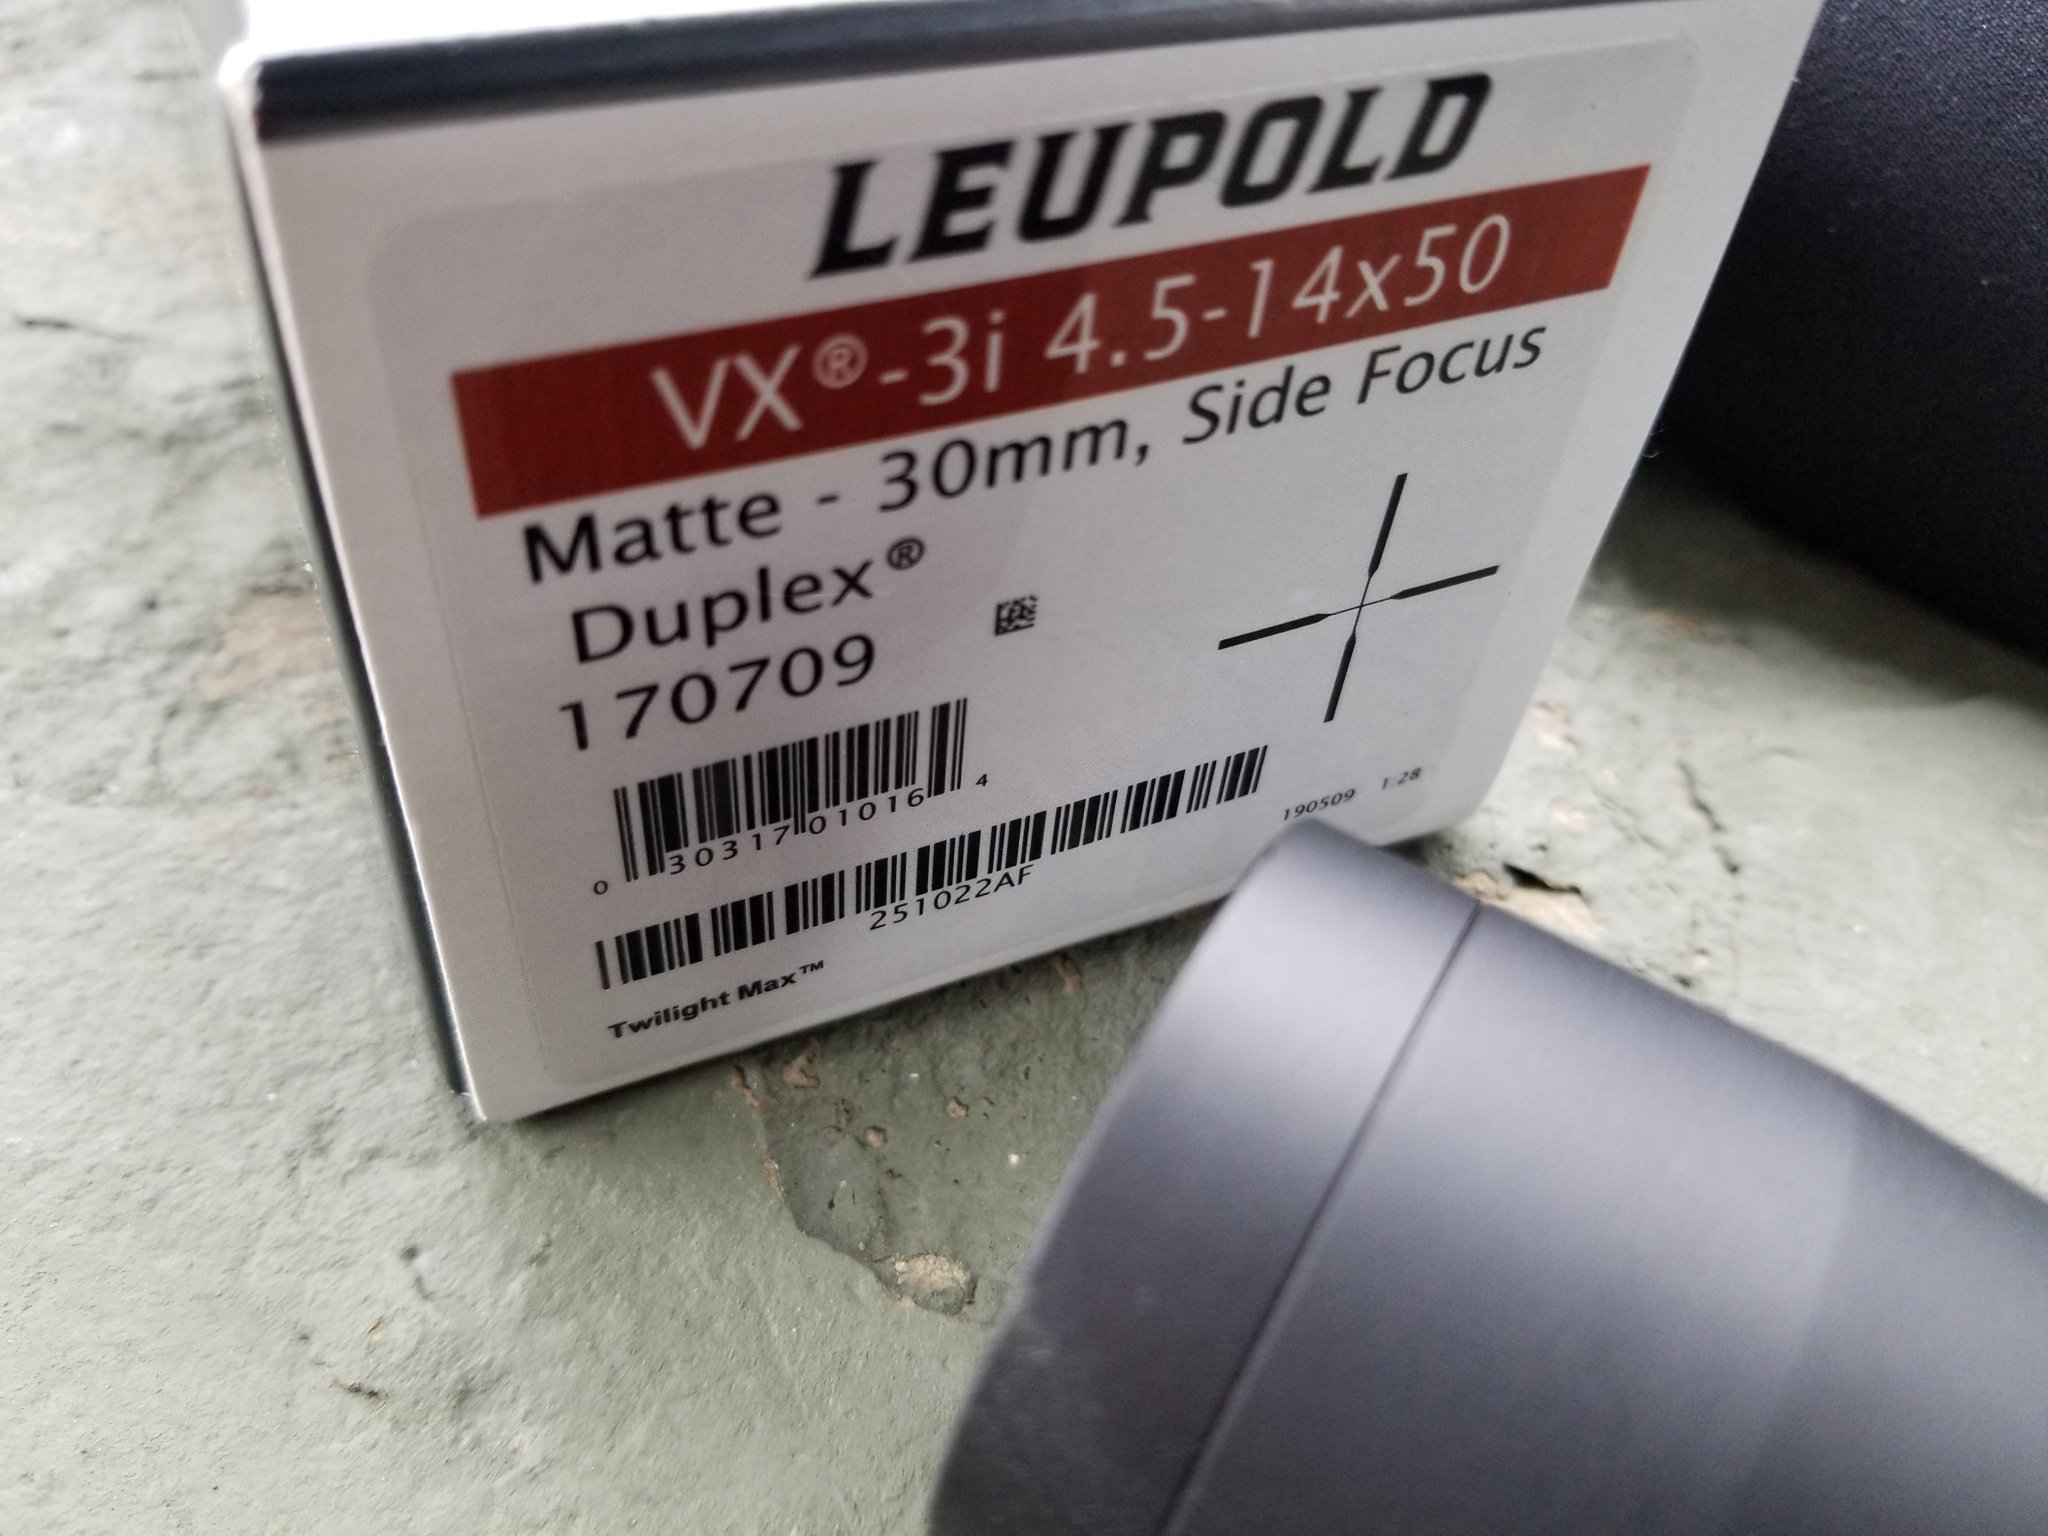 LEUPOLD
VX®-3i 4.5-14x50
Matte - 30mm, Side Focus
Duplex®
170709
0 30317 01016 4
251022AF
190509 1:28
Twilight Max™